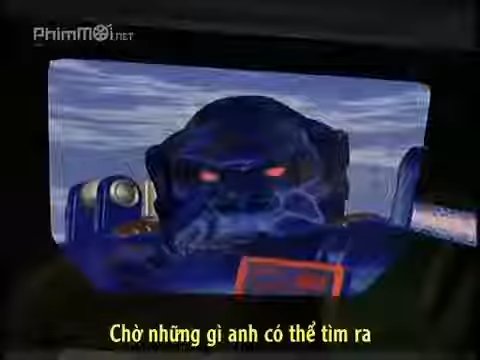 PHIMMOI.NET
Chờ những gì anh có thể tìm ra